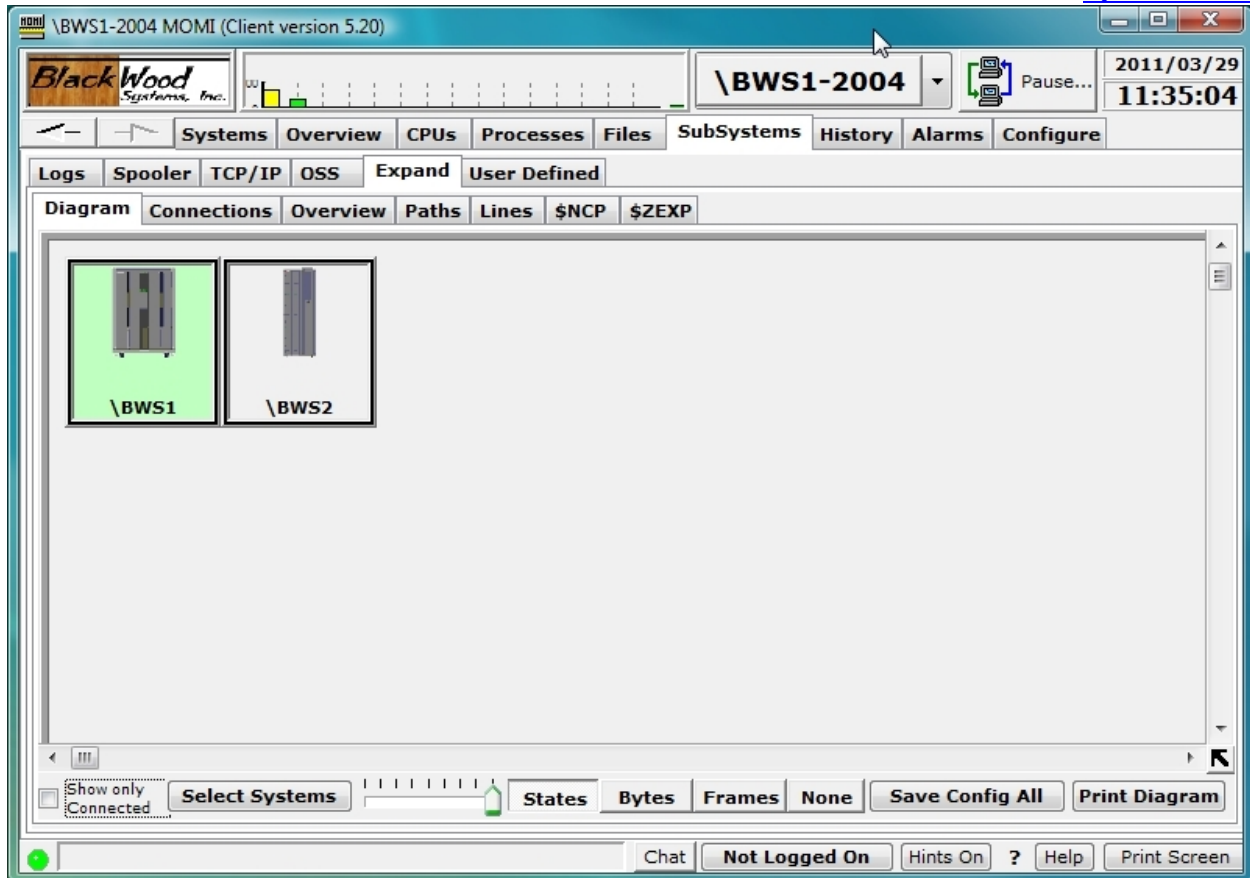 \BWS1-2004 MOMI (Client version 5.20)
BlackWood
Systems, Inc.
\BWS1-2004
Pause...
2011/03/29
11:35:04
Systems Overview CPUs Processes Files SubSystems History Alarms Configure
Logs Spooler TCP/IP OSS Expand User Defined
Diagram Connections Overview Paths Lines $NCP $ZEXP
\BWS1 \BWS2
Show only
Connected
Select Systems States Bytes Frames None Save Config All Print Diagram
Chat Not Logged On Hints On ? Help Print Screen